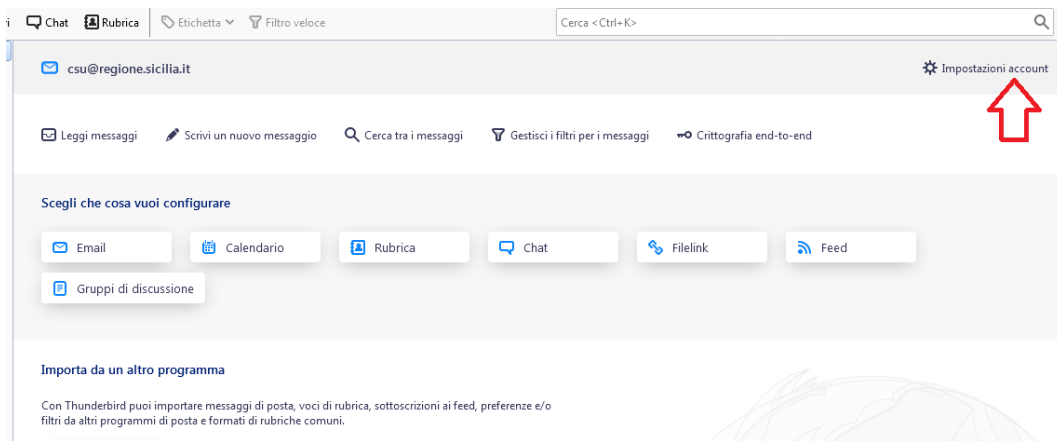 Chat Rubrica Etichetta Filtro veloce Cerca <Ctrl+K>
csu@regione.sicilia.it Impostazioni account
Leggi messaggi Scrivi un nuovo messaggio Cerca tra i messaggi Gestisci i filtri per i messaggi Crittografia end-to-end
Scegli che cosa vuoi configurare
Email Calendario Rubrica Chat Filelink Feed
Gruppi di discussione
Importa da un altro programma
Con Thunderbird puoi importare messaggi di posta, voci di rubrica, sottoscrizioni ai feed, preferenze e/o
filtri da altri programmi di posta e formati di rubriche comuni.